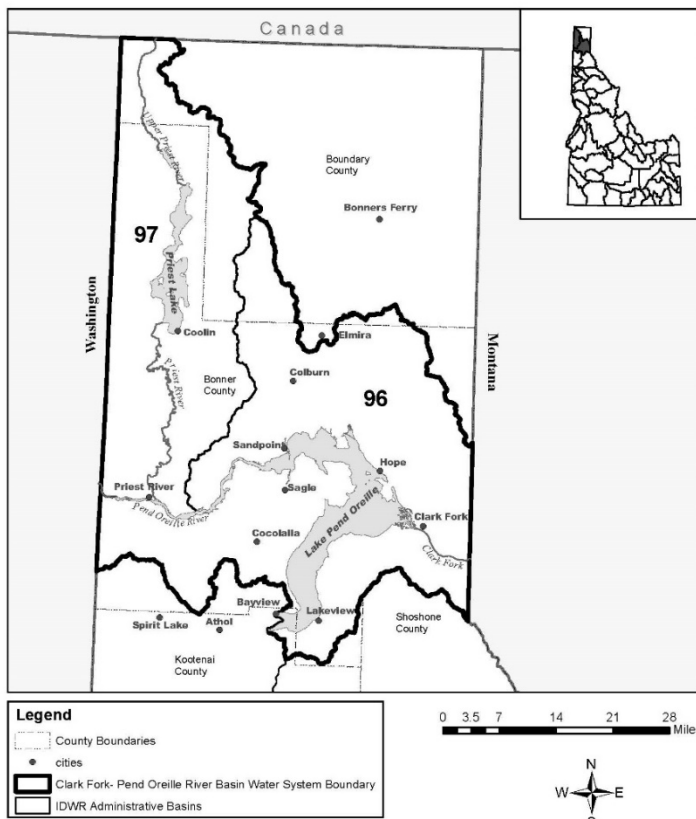 Canada
Upper Priest River
Boundary
County
Bonners Ferry
97
Priest Lake
Washington
Coolin
Elmira
Montana
Priest River
Bonner
County
Colburn
96
Sandpoint
Hope
Priest River
Sagle
Pend Oreille River
Lake Pend Oreille
Clark Fork
Cocolalla
Clark Fork
Bayview
Lakeview
Spirit Lake
Athol
Shoshone
County
Kootenai
County
Legend
County Boundaries
cities
Clark Fork- Pend Oreille River Basin Water System Boundary
IDWR Administrative Basins
0 3.5 7 14 21 28
Mile
N
W E